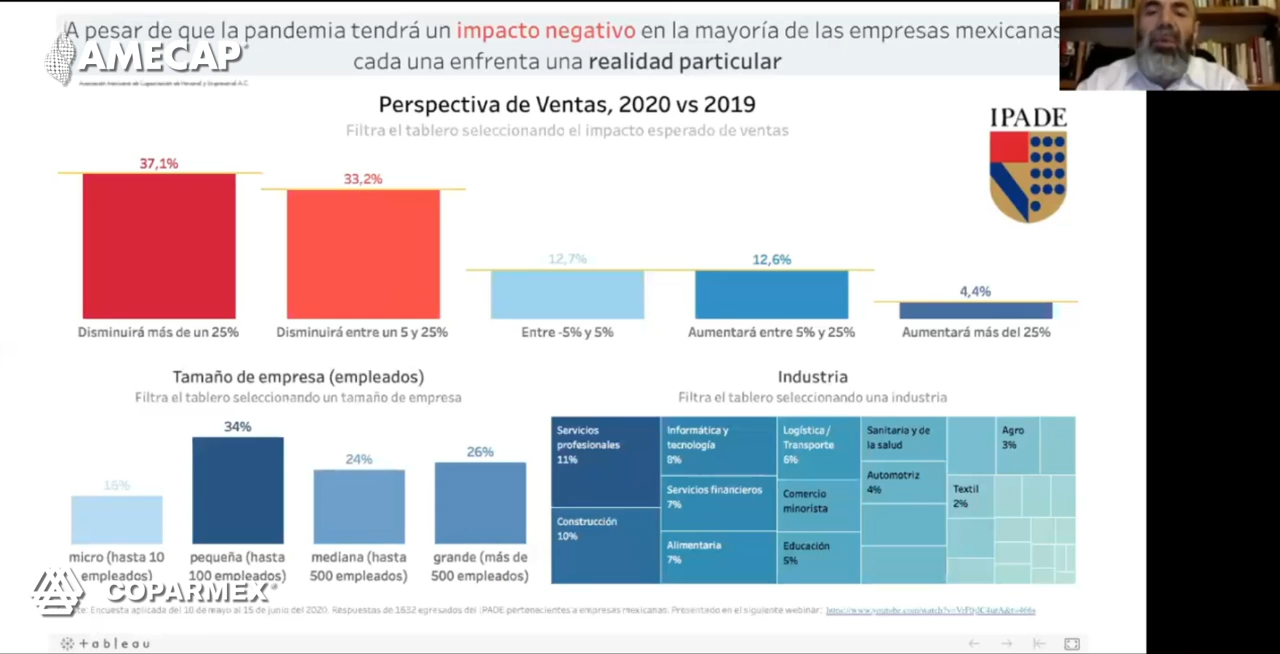 A pesar de que la pandemia tendrá un impacto negativo en la mayoría de las empresas mexicanas
cada una enfrenta una realidad particular
AMECAP
Perspectiva de Ventas, 2020 vs 2019
Filtra el tablero seleccionando el impacto esperado de ventas
IPADE
37,1%
33,2%
12,7%
12,6%
4,4%
Disminuirá más de un 25%
Disminuirá entre un 5 y 25%
Entre -5% y 5%
Aumentará entre 5% y 25%
Aumentará más del 25%
Tamaño de empresa (empleados)
Filtra el tablero seleccionando un tamaño de empresa
16%
34%
24%
26%
micro (hasta 10
empleados)
pequeña (hasta
100 empleados)
mediana (hasta
500 empleados)
grande (más de
500 empleados)
Industria
Filtra el tablero seleccionando una industria
Servicios
profesionales
11%
Construcción
10%
Informática y
tecnología
8%
Servicios financieros
7%
Alimentaria
7%
Logística /
Transporte
6%
Comercio
minorista
Educación
5%
Sanitaria y de
la salud
Automotriz
4%
Agro
3%
Textil
2%
COPARMEX
Encuesta aplicada del 10 de mayo al 15 de junio del 2020. Respuestas de 1632 egresados del IPADE pertenecientes a empresas mexicanas. Presentado en el siguiente webinar:
+ableau